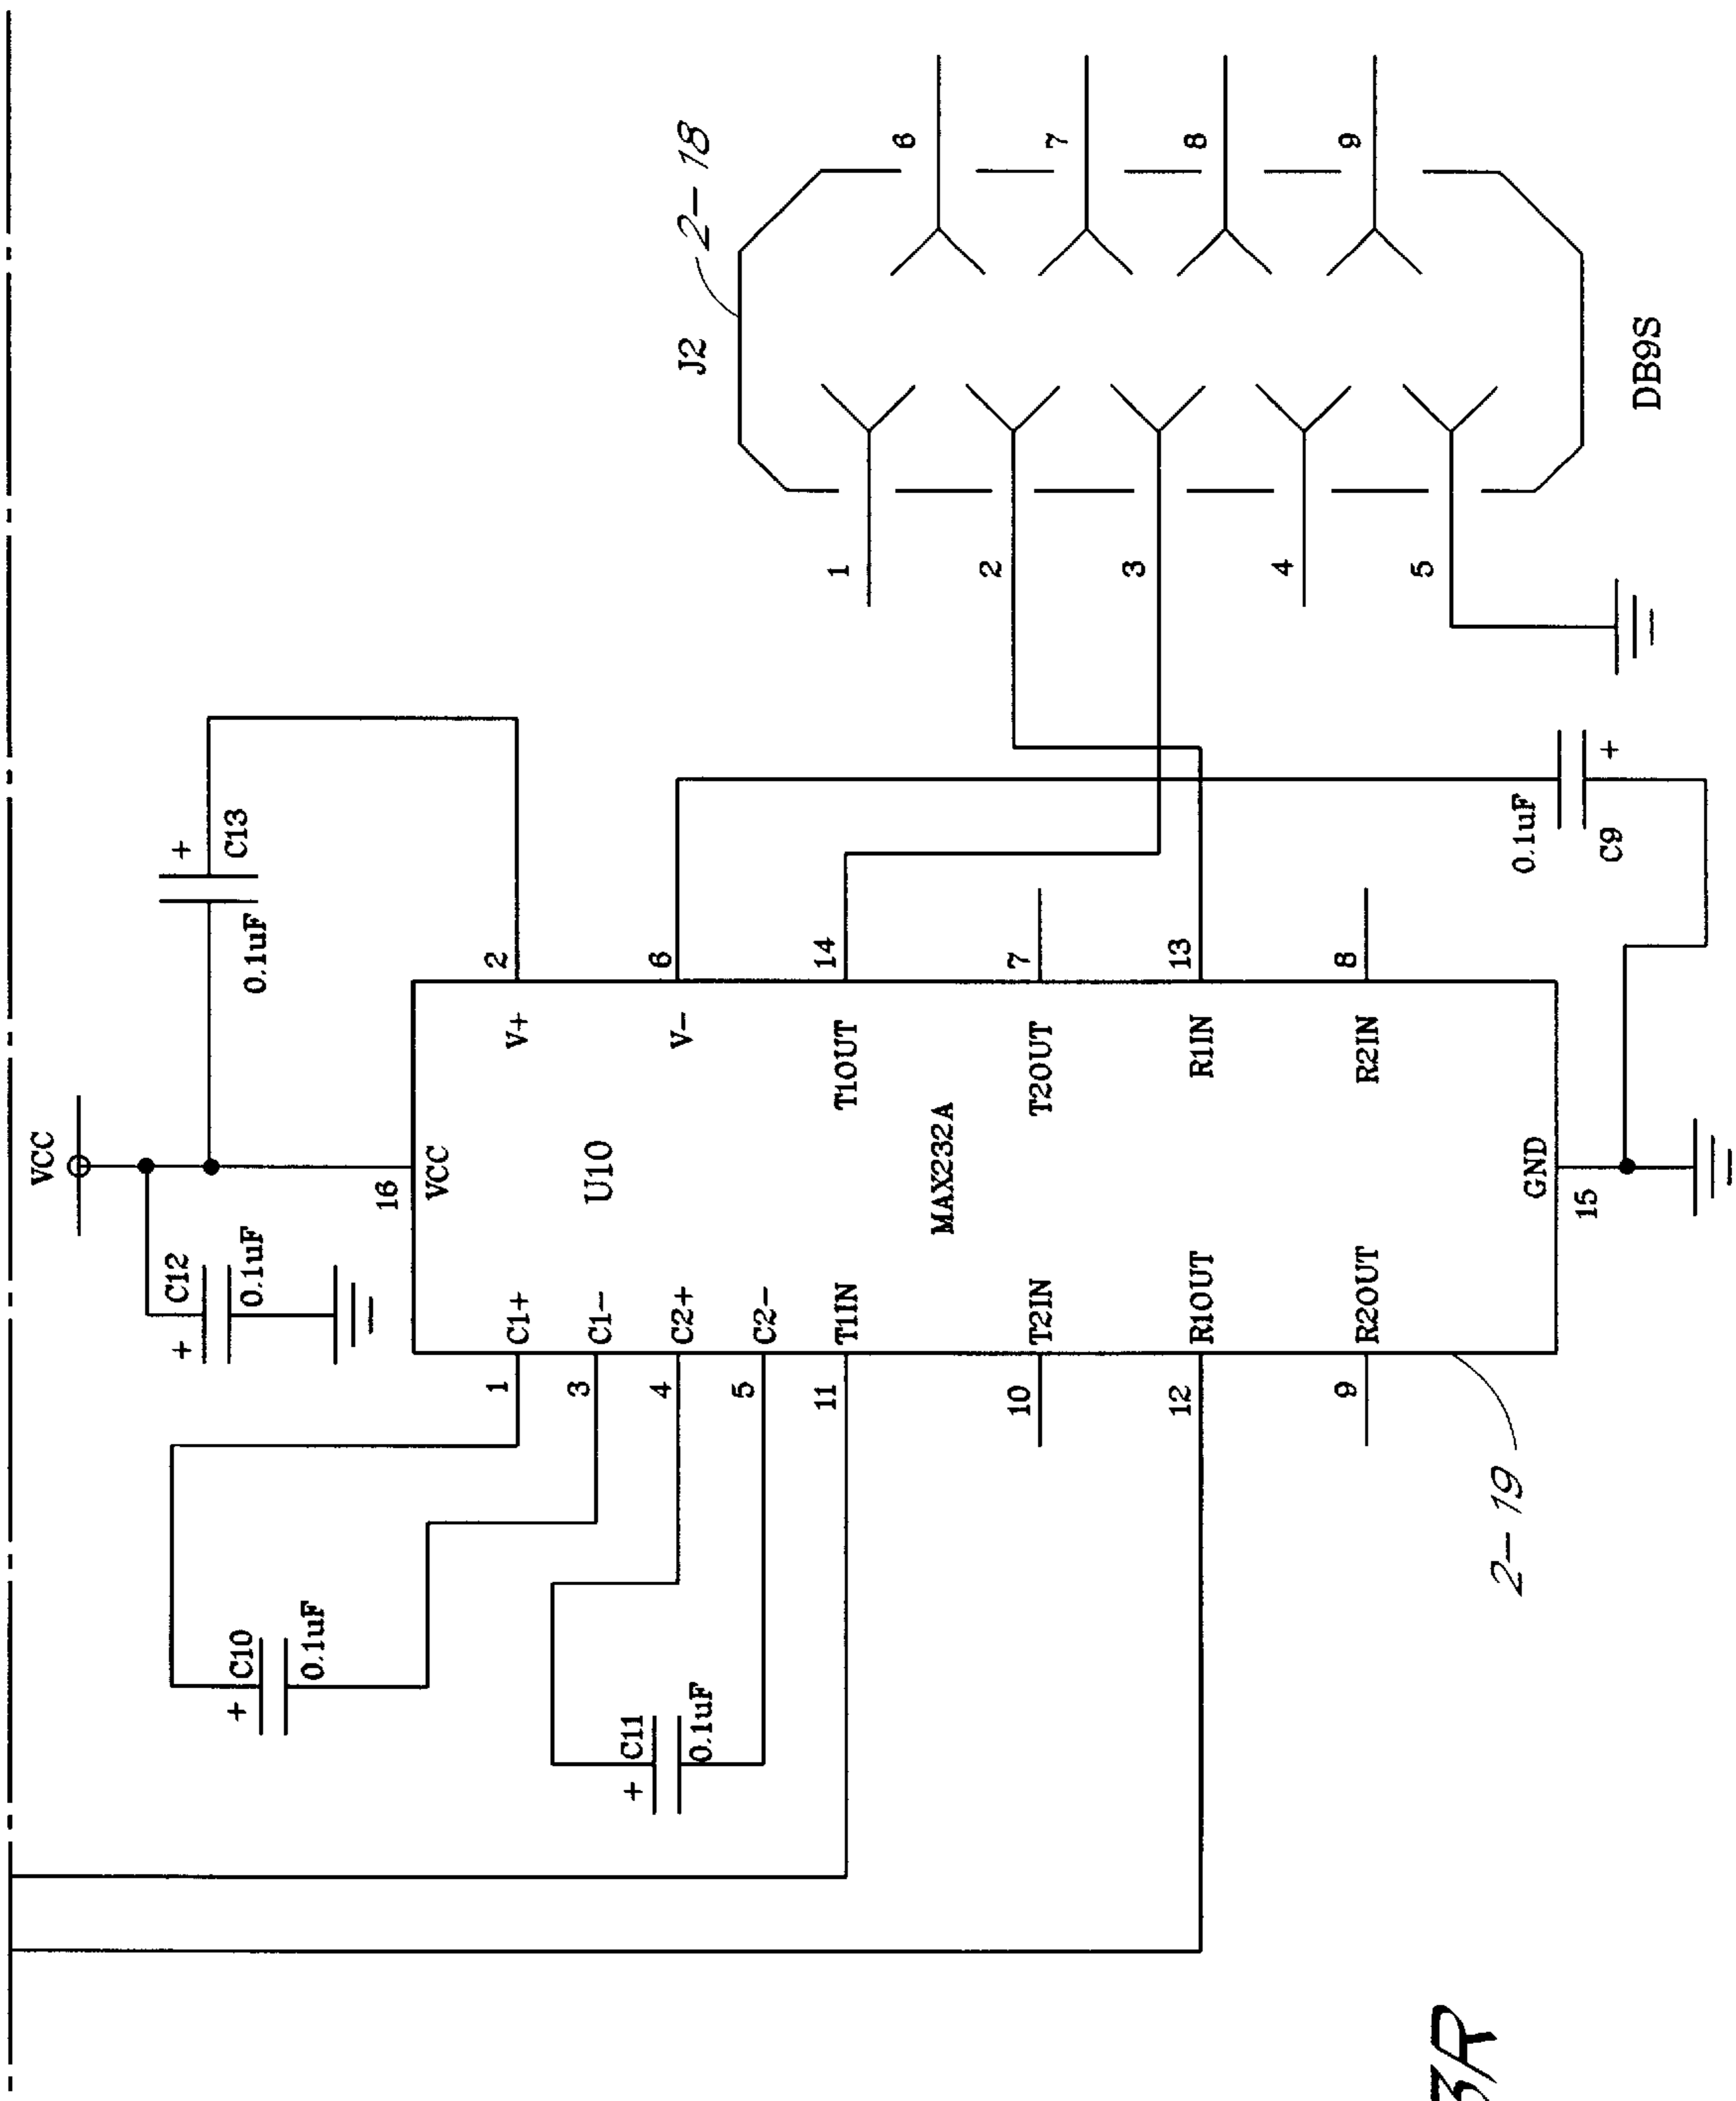 VCC
C12
+
0.1uF
+
C13
0.1uF
C10
+
0.1uF
C11
+
0.1uF
16
VCC
U10
MAX232A
1
C1+
3
C1-
4
C2+
5
C2-
11
T1IN
10
T2IN
12
R1OUT
9
R2OUT
V+
2
V-
6
T1OUT
14
T2OUT
7
R1IN
13
R2IN
8
GND
15
0.1uF
C9
+
2-19
J2
2-18
1
2
3
4
5
6
7
8
9
DB9S
3R